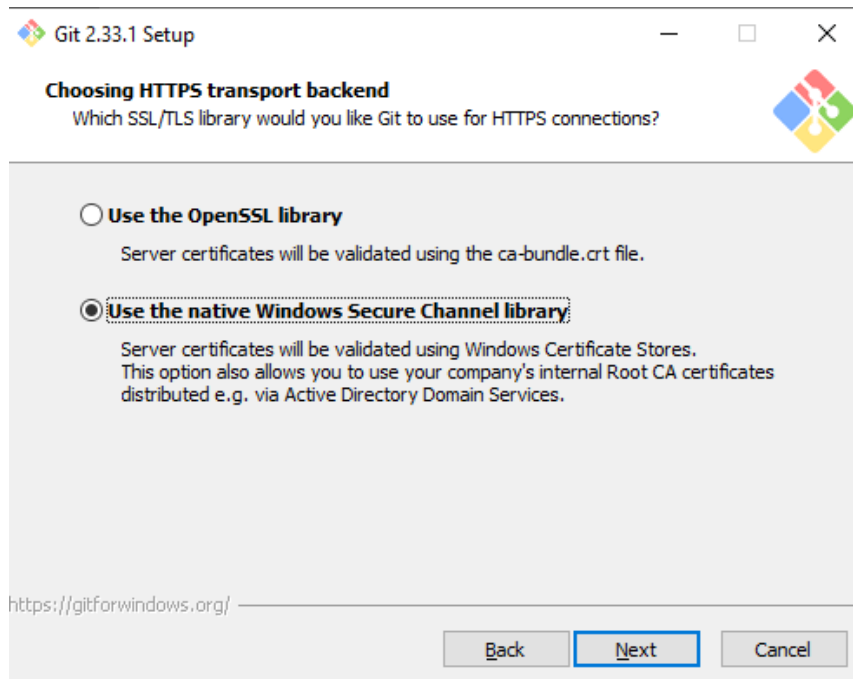 Git 2.33.1 Setup
Choosing HTTPS transport backend
Which SSL/TLS library would you like Git to use for HTTPS connections?
Use the OpenSSL library
Server certificates will be validated using the ca-bundle.crt file.
Use the native Windows Secure Channel library
Server certificates will be validated using Windows Certificate Stores.
This option also allows you to use your company's internal Root CA certificates
distributed e.g. via Active Directory Domain Services.
https://gitforwindows.org/
Back Next Cancel